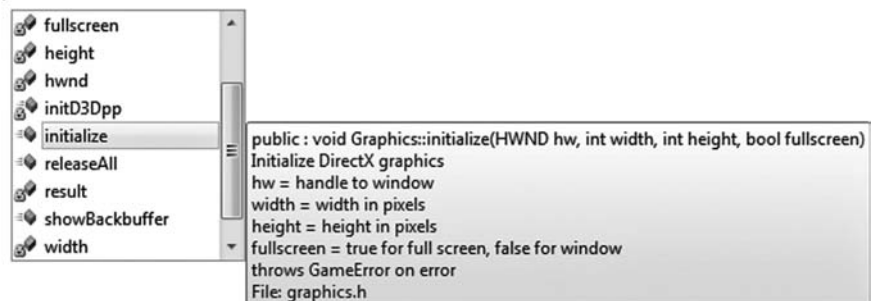 fullscreen
height
hwnd
initD3Dpp
initialize
releaseAll
result
showBackbuffer
width
public : void Graphics::initialize(HWND hw, int width, int height, bool fullscreen)
Initialize DirectX graphics
hw = handle to window
width = width in pixels
height = height in pixels
fullscreen = true for full screen, false for window
throws GameError on error
File: graphics.h